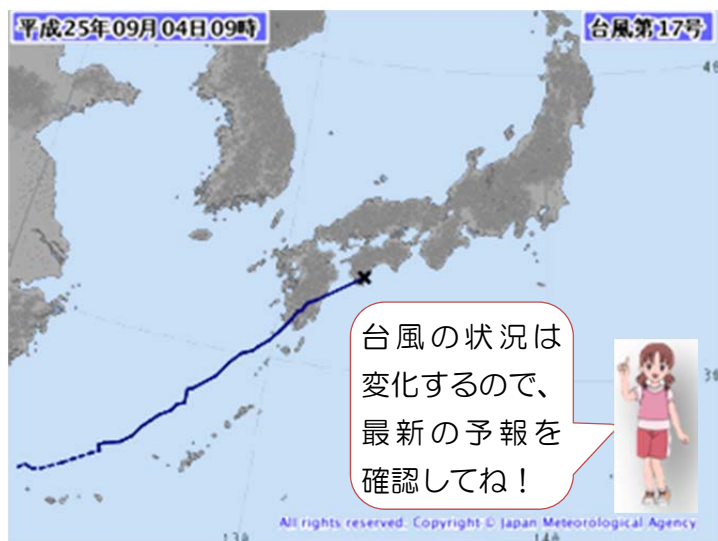 平成25年09月04日09時
台風第17号
台風の状況は
変化するので、
最新の予報を
確認してね！
All rights reserved. Copyright © Japan Meteorological Agency